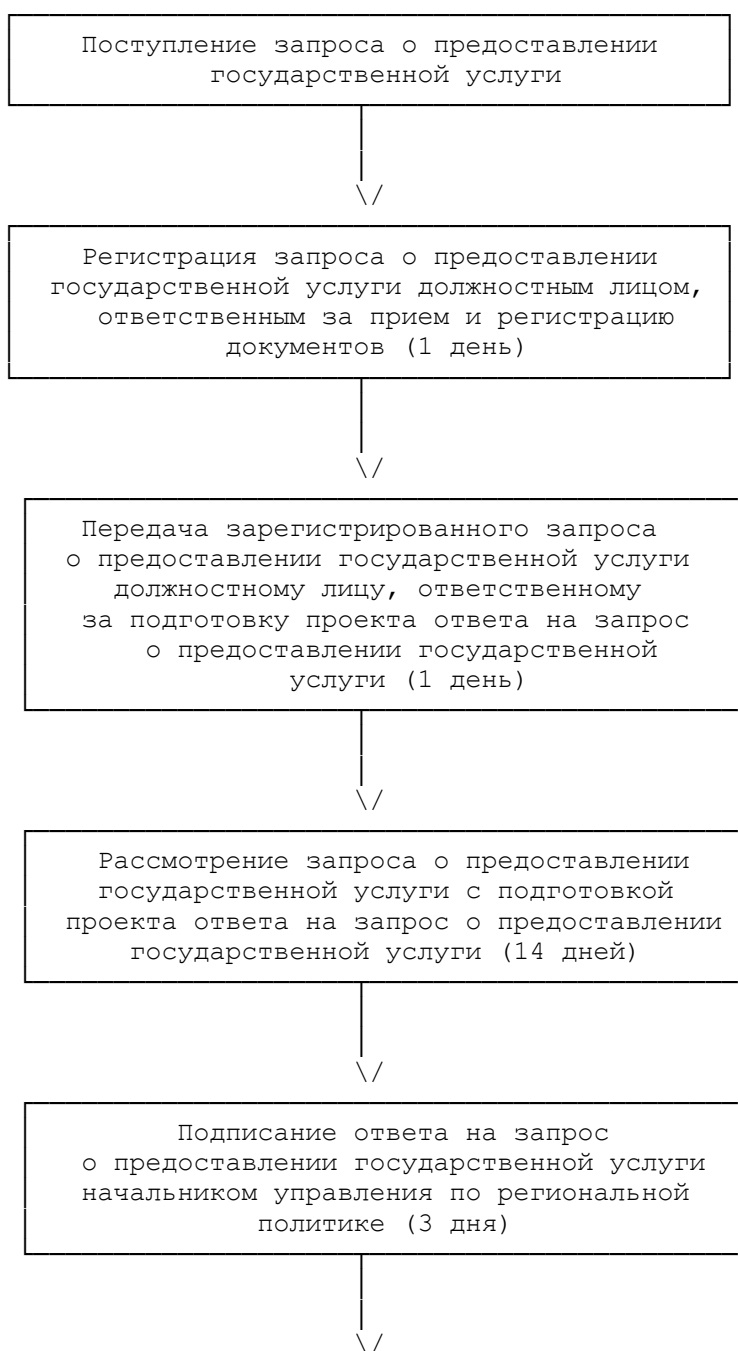 Поступление запроса о предоставлении
государственной услуги
\/
Регистрация запроса о предоставлении
государственной услуги должностным лицом,
ответственным за прием и регистрацию
документов (1 день)
\/
Передача зарегистрированного запроса
о предоставлении государственной услуги
должностному лицу, ответственному
за подготовку проекта ответа на запрос
о предоставлении государственной
услуги (1 день)
\/
Рассмотрение запроса о предоставлении
государственной услуги с подготовкой
проекта ответа на запрос о предоставлении
государственной услуги (14 дней)
\/
Подписание ответа на запрос
о предоставлении государственной услуги
начальником управления по региональной
политике (3 дня)
\/